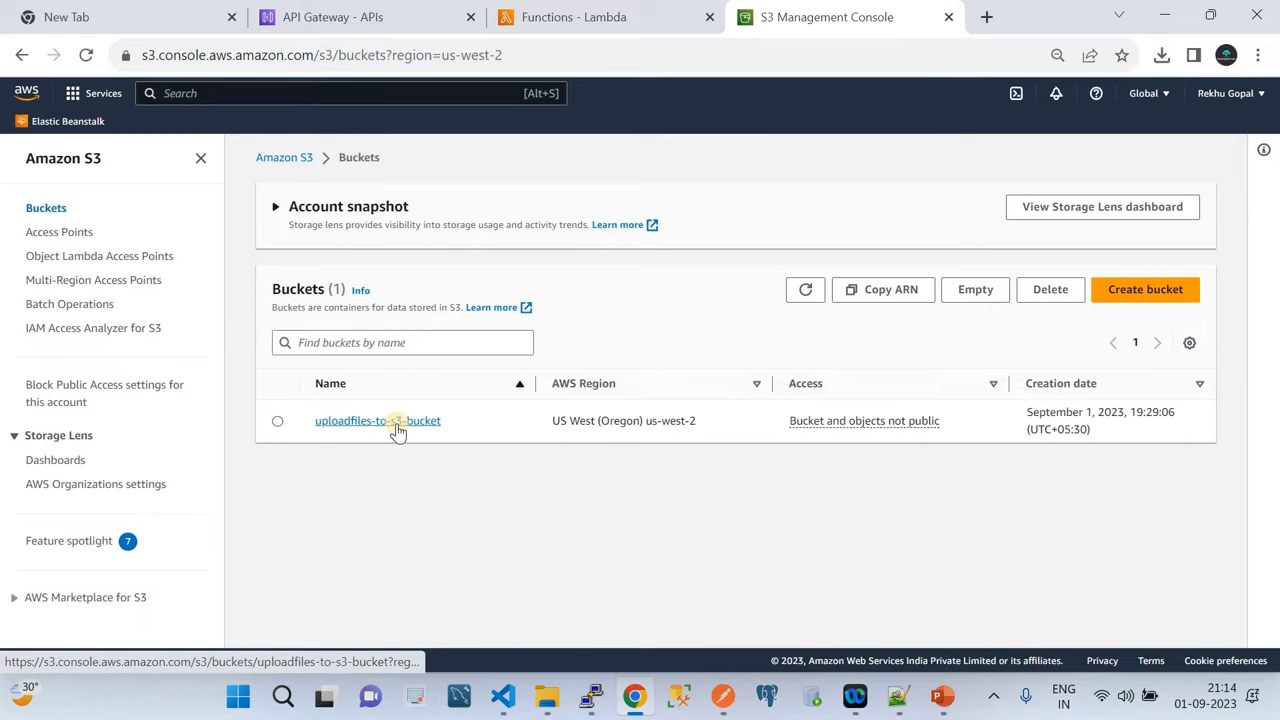 New Tab
API Gateway - APIs
Functions - Lambda
S3 Management Console
s3.console.aws.amazon.com/s3/buckets?region=us-west-2
aws
Services
Search
[Alt+S]
Global
Rekhu Gopal
Elastic Beanstalk
Amazon S3
Buckets
Access Points
Object Lambda Access Points
Multi-Region Access Points
Batch Operations
IAM Access Analyzer for S3
Block Public Access settings for
this account
Storage Lens
Dashboards
AWS Organizations settings
Feature spotlight 7
AWS Marketplace for S3
Amazon S3 > Buckets
Account snapshot
Storage lens provides visibility into storage usage and activity trends. Learn more
View Storage Lens dashboard
Buckets (1) Info
Buckets are containers for data stored in S3. Learn more
Copy ARN
Empty
Delete
Create bucket
Find buckets by name
1
Name
AWS Region
Access
Creation date
uploadfiles-to-s3-bucket
US West (Oregon) us-west-2
Bucket and objects not public
September 1, 2023, 19:29:06
(UTC+05:30)
https://s3.console.aws.amazon.com/s3/buckets/uploadfiles-to-s3-bucket?reg...
© 2023, Amazon Web Services India Private Limited or its affiliates.
Privacy
Terms
Cookie preferences
30°
ENG
IN
21:14
01-09-2023